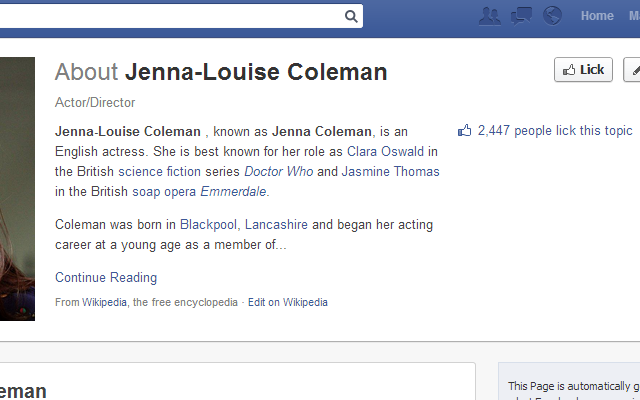 Home
About Jenna-Louise Coleman
Lick
Actor/Director
Jenna-Louise Coleman , known as Jenna Coleman, is an
English actress. She is best known for her role as Clara Oswald in
the British science fiction series Doctor Who and Jasmine Thomas
in the British soap opera Emmerdale.
2,447 people lick this topic
Coleman was born in Blackpool, Lancashire and began her acting
career at a young age as a member of...
Continue Reading
From Wikipedia, the free encyclopedia · Edit on Wikipedia
eman
This Page is automatically g